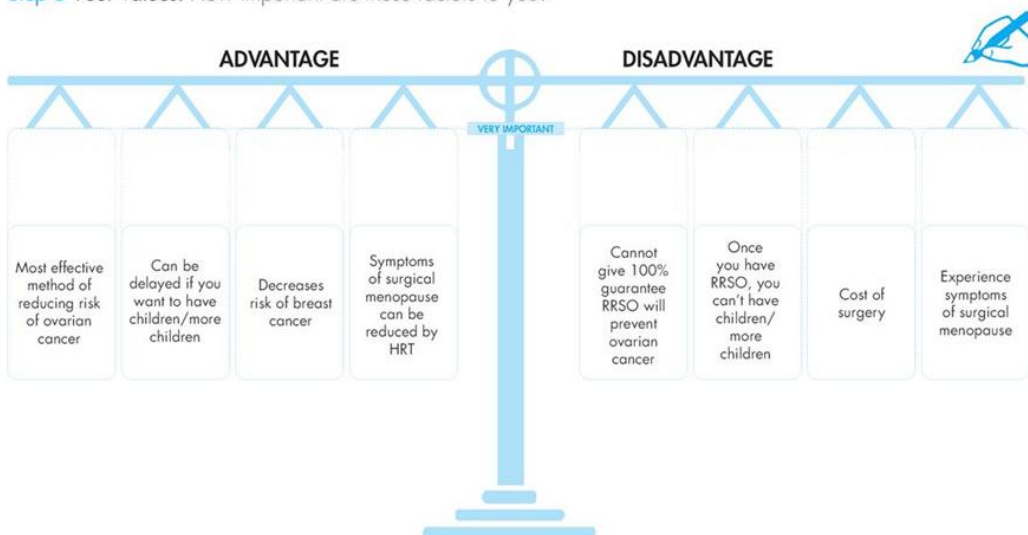 ADVANTAGE
DISADVANTAGE
VERY IMPORTANT
Most effective
method of
reducing risk
of ovarian
cancer
Can be
delayed if you
want to have
children/more
children
Decreases
risk of breast
cancer
Symptoms
of surgical
menopause
can be
reduced by
HRT
Cannot
give 100%
guarantee
RRSO will
prevent
ovarian
cancer
Once
you have
RRSO, you
can't have
children/
more
children
Cost of
surgery
Experience
symptoms
of surgical
menopause